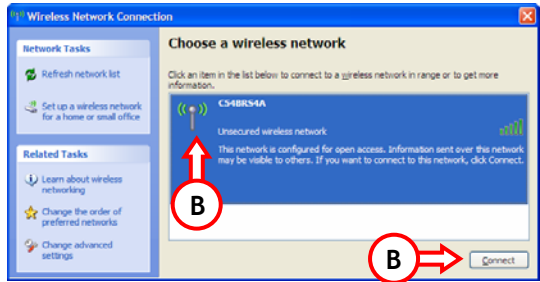 Wireless Network Connection
Network Tasks
Refresh network list
Set up a wireless network
for a home or small office
Related Tasks
Learn about wireless
networking
Change the order of
preferred networks
Change advanced
settings
Choose a wireless network
Click an item in the list below to connect to a wireless network in range or to get more
information.
CS4BRS4A
Unsecured wireless network
This network is configured for open access. Information sent over this network
may be visible to others. If you want to connect to this network, click Connect.
B
B
Connect